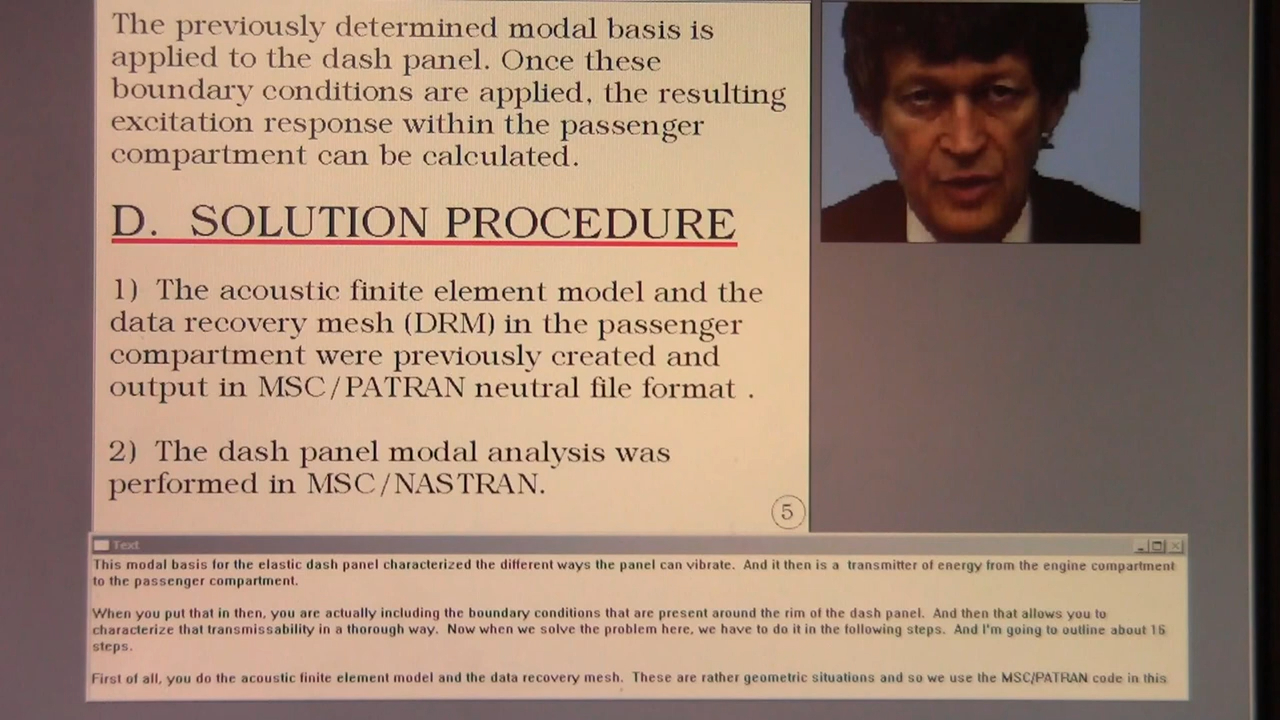 The previously determined modal basis is
applied to the dash panel. Once these
boundary conditions are applied, the resulting
excitation response within the passenger
compartment can be calculated.
D. SOLUTION PROCEDURE
1) The acoustic finite element model and the
data recovery mesh (DRM) in the passenger
compartment were previously created and
output in MSC/PATRAN neutral file format .
2) The dash panel modal analysis was
performed in MSC/NASTRAN.
5
Text
This modal basis for the elastic dash panel characterized the different ways the panel can vibrate. And it then is a transmitter of energy from the engine compartment
to the passenger compartment.
When you put that in then, you are actually including the boundary conditions that are present around the rim of the dash panel. And then that allows you to
characterize that transmissability in a thorough way. Now when we solve the problem here, we have to do it in the following steps. And I'm going to outline about 16
steps.
First of all, you do the acoustic finite element model and the data recovery mesh. These are rather geometric situations and so we use the MSC/PATRAN code in this